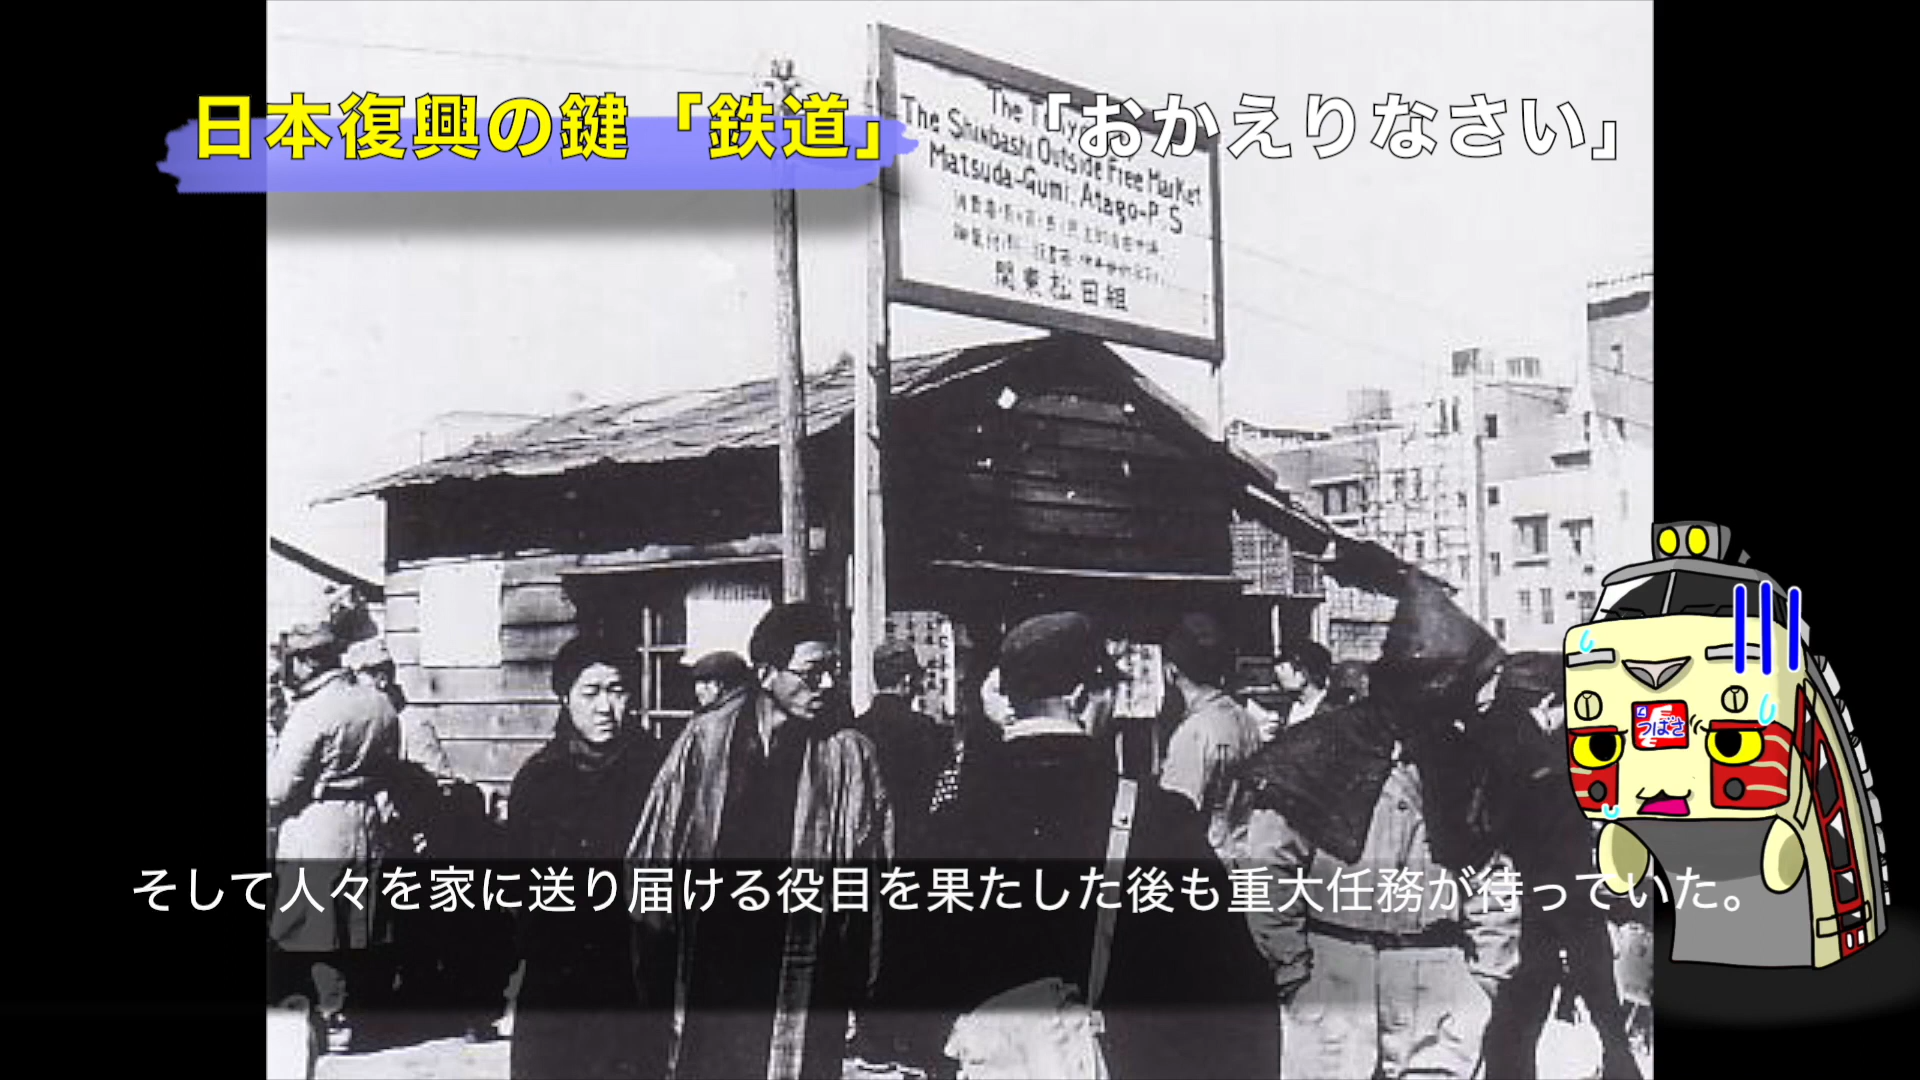 日本復興の鍵「鉄道」
「おかえりなさい」
The Shinbashi Outside Free Market
Matsuda-Gumi. Atago-P. S
関東松田組
つばさ
そして人々を家に送り届ける役目を果たした後も重大任務が待っていた。